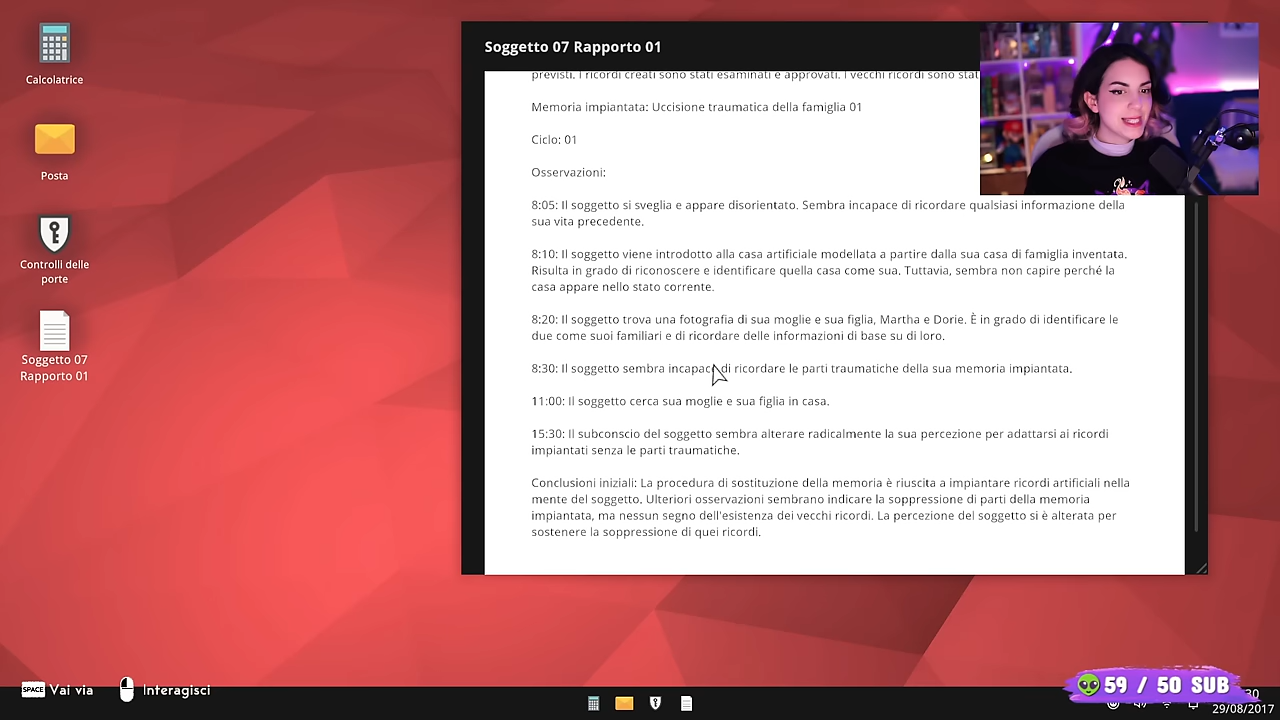 Calcolatrice
Posta
Controlli delle
porte
Soggetto 07
Rapporto 01
Soggetto 07 Rapporto 01
previsti. I ricordi creati sono stati esaminati e approvati. I vecchi ricordi sono
Memoria impiantata: Uccisione traumatica della famiglia 01
Ciclo: 01
Osservazioni:
8:05: Il soggetto si sveglia e appare disorientato. Sembra incapace di ricordare qualsiasi informazione della
sua vita precedente.
8:10: Il soggetto viene introdotto alla casa artificiale modellata a partire dalla sua casa di famiglia inventata.
Risulta in grado di riconoscere e identificare quella casa come sua. Tuttavia, sembra non capire perché la
casa appare nello stato corrente.
8:20: Il soggetto trova una fotografia di sua moglie e sua figlia, Martha e Dorie. È in grado di identificare le
due come suoi familiari e di ricordare delle informazioni di base su di loro.
8:30: Il soggetto sembra incapace di ricordare le parti traumatiche della sua memoria impiantata.
11:00: Il soggetto cerca sua moglie e sua figlia in casa.
15:30: Il subconscio del soggetto sembra alterare radicalmente la sua percezione per adattarsi ai ricordi
impiantati senza le parti traumatiche.
Conclusioni iniziali: La procedura di sostituzione della memoria è riuscita a impiantare ricordi artificiali nella
mente del soggetto. Ulteriori osservazioni sembrano indicare la soppressione di parti della memoria
impiantata, ma nessun segno dell'esistenza dei vecchi ricordi. La percezione del soggetto si è alterata per
sostenere la soppressione di quei ricordi.
SPACE Vai via Interagisci
59 / 50 SUB
30
29/08/2017